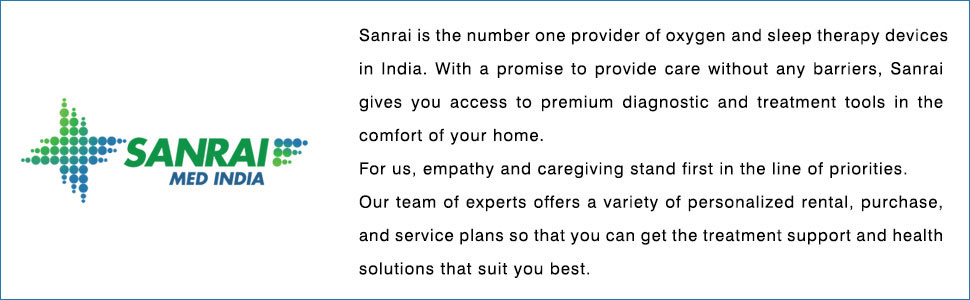 SANRAI
MED INDIA
Sanrai is the number one provider of oxygen and sleep therapy devices
in India. With a promise to provide care without any barriers, Sanrai
gives you access to premium diagnostic and treatment tools in the
comfort of your home.
For us, empathy and caregiving stand first in the line of priorities.
Our team of experts offers a variety of personalized rental, purchase,
and service plans so that you can get the treatment support and health
solutions that suit you best.